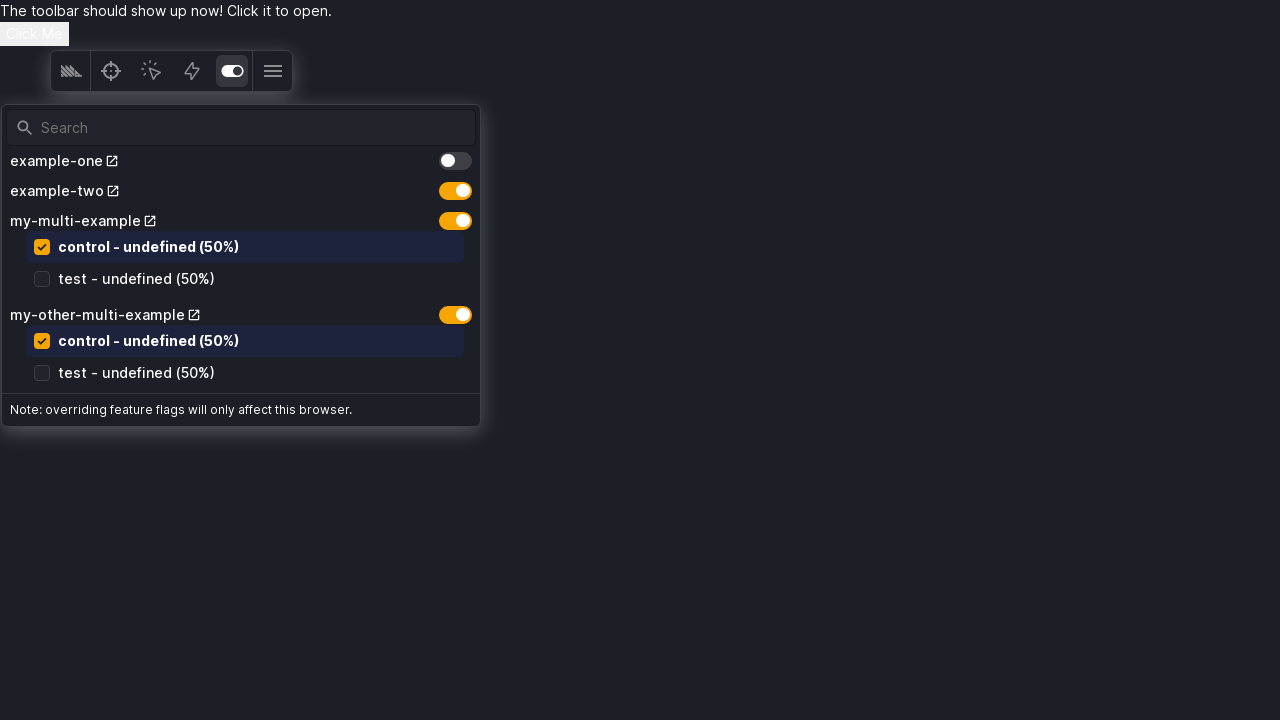 The toolbar should show up now! Click it to open.
Click Me
Search
example-one
example-two
my-multi-example
control - undefined (50%)
test - undefined (50%)
my-other-multi-example
control - undefined (50%)
test - undefined (50%)
Note: overriding feature flags will only affect this browser.